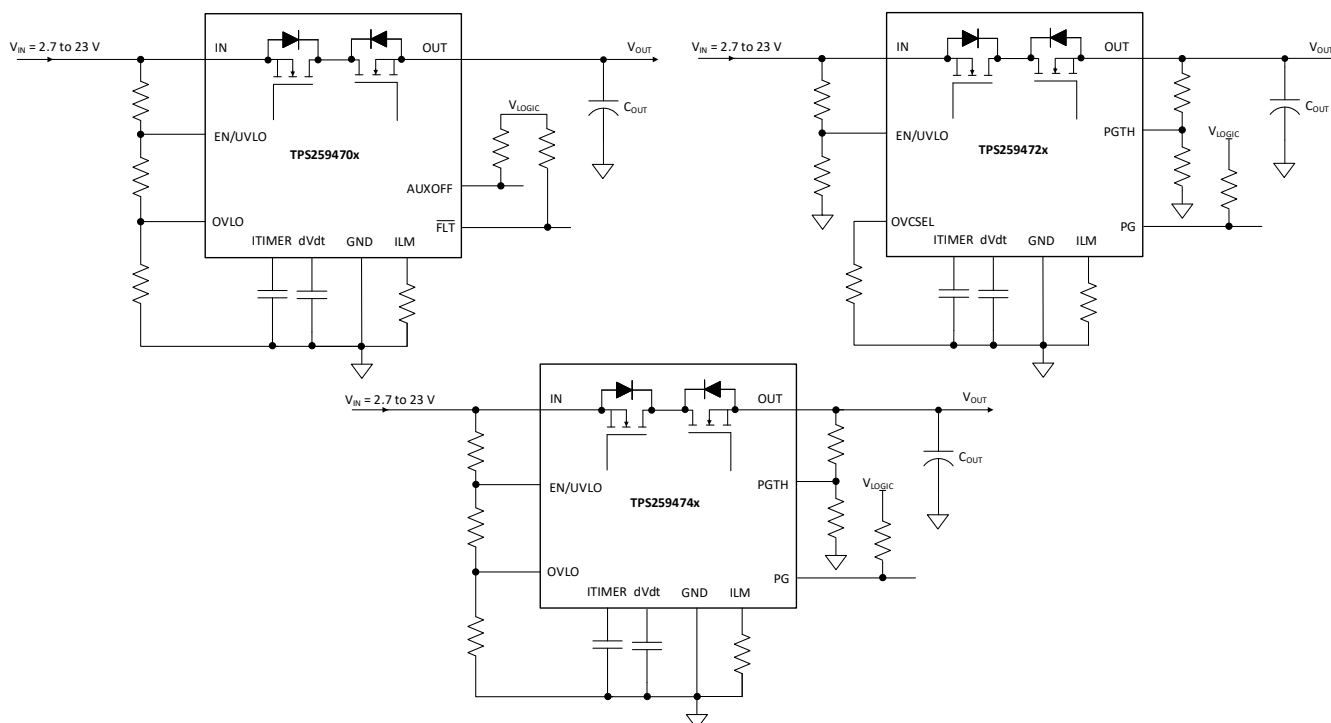 V_IN = 2.7 to 23 V
IN
OUT
V_OUT
C_OUT
V_LOGIC
EN/UVLO
TPS259470x
AUXOFF
OVLO
FLT
ITIMER dVdt GND ILM
V_IN = 2.7 to 23 V
IN
OUT
V_OUT
C_OUT
EN/UVLO
PGTH
V_LOGIC
TPS259472x
OVCSEL
PG
ITIMER dVdt GND ILM
V_IN = 2.7 to 23 V
IN
OUT
V_OUT
C_OUT
EN/UVLO
PGTH
V_LOGIC
TPS259474x
OVLO
PG
ITIMER dVdt GND ILM